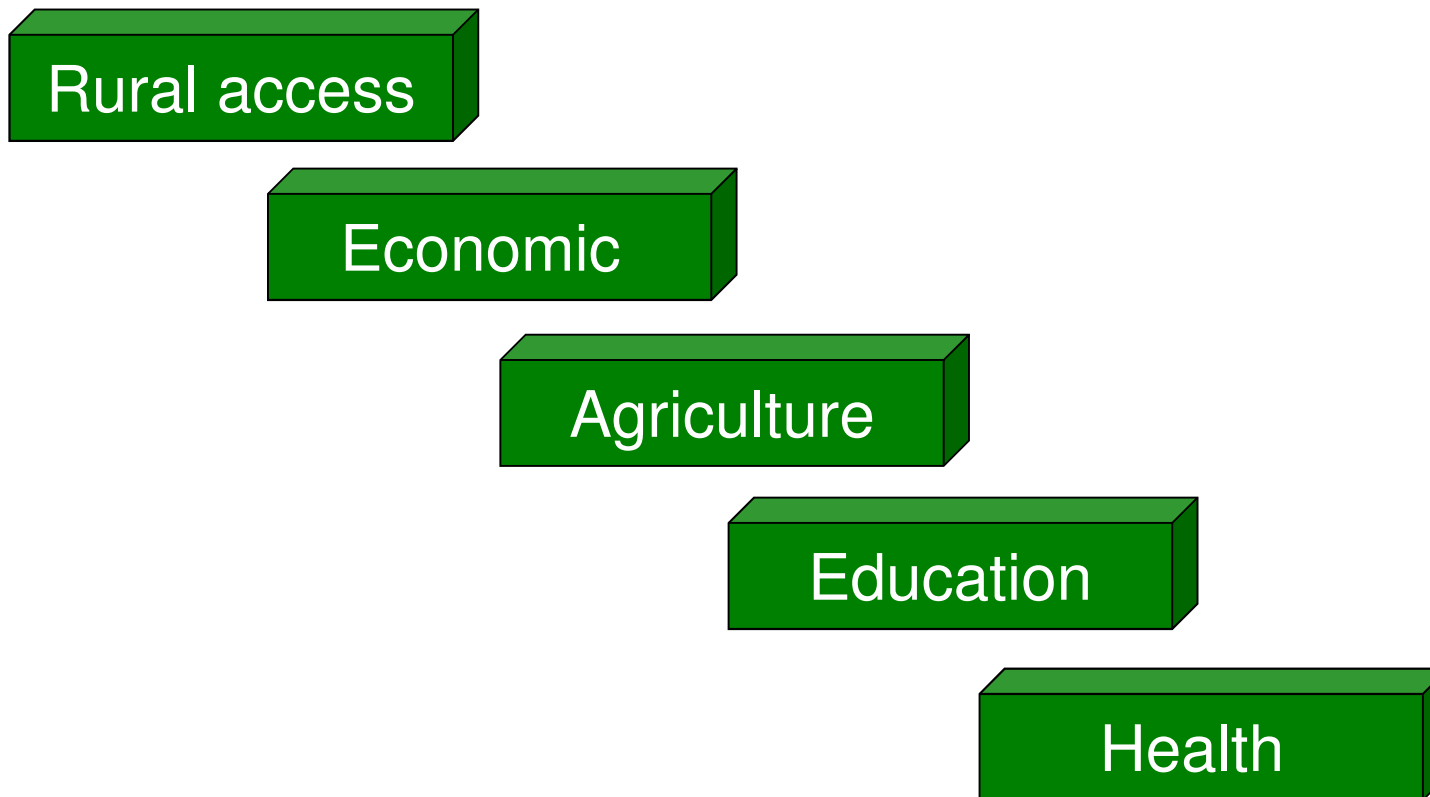 Rural access
Economic
Agriculture
Education
Health